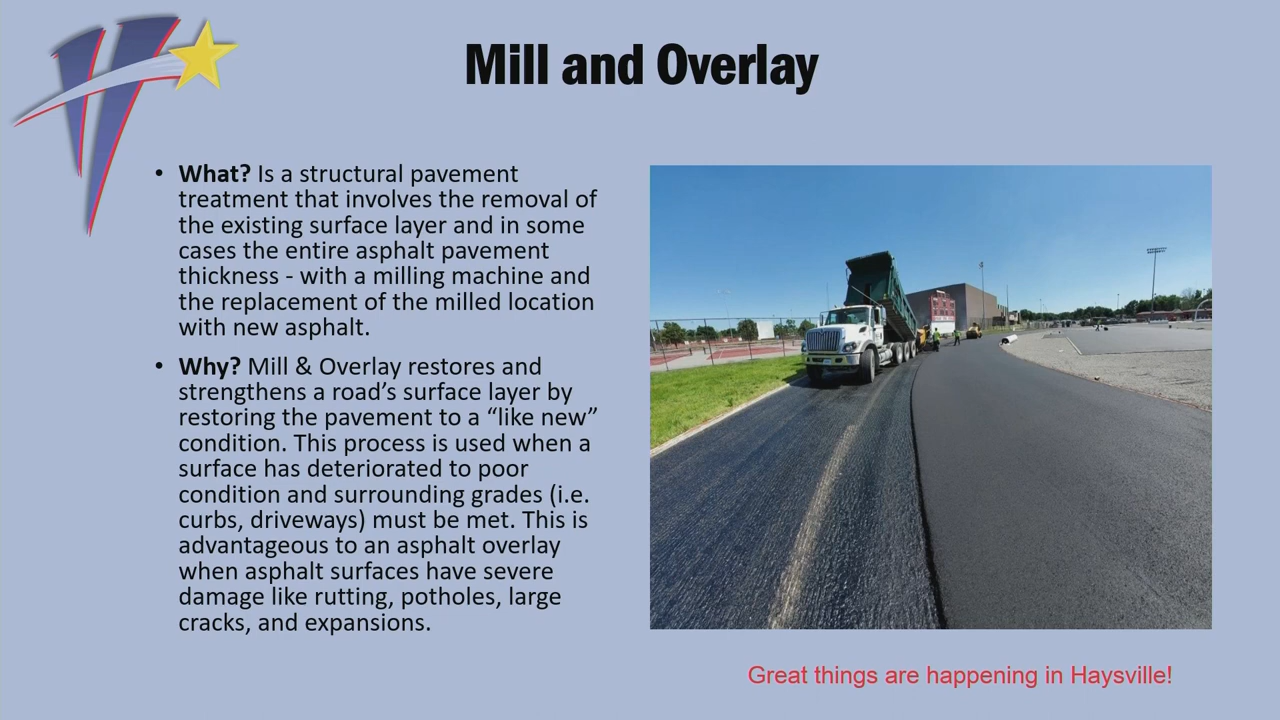 Mill and Overlay
• What? Is a structural pavement
treatment that involves the removal of
the existing surface layer and in some
cases the entire asphalt pavement
thickness - with a milling machine and
the replacement of the milled location
with new asphalt.
• Why? Mill & Overlay restores and
strengthens a road’s surface layer by
restoring the pavement to a “like new”
condition. This process is used when a
surface has deteriorated to poor
condition and surrounding grades (i.e.
curbs, driveways) must be met. This is
advantageous to an asphalt overlay
when asphalt surfaces have severe
damage like rutting, potholes, large
cracks, and expansions.
Great things are happening in Haysville!